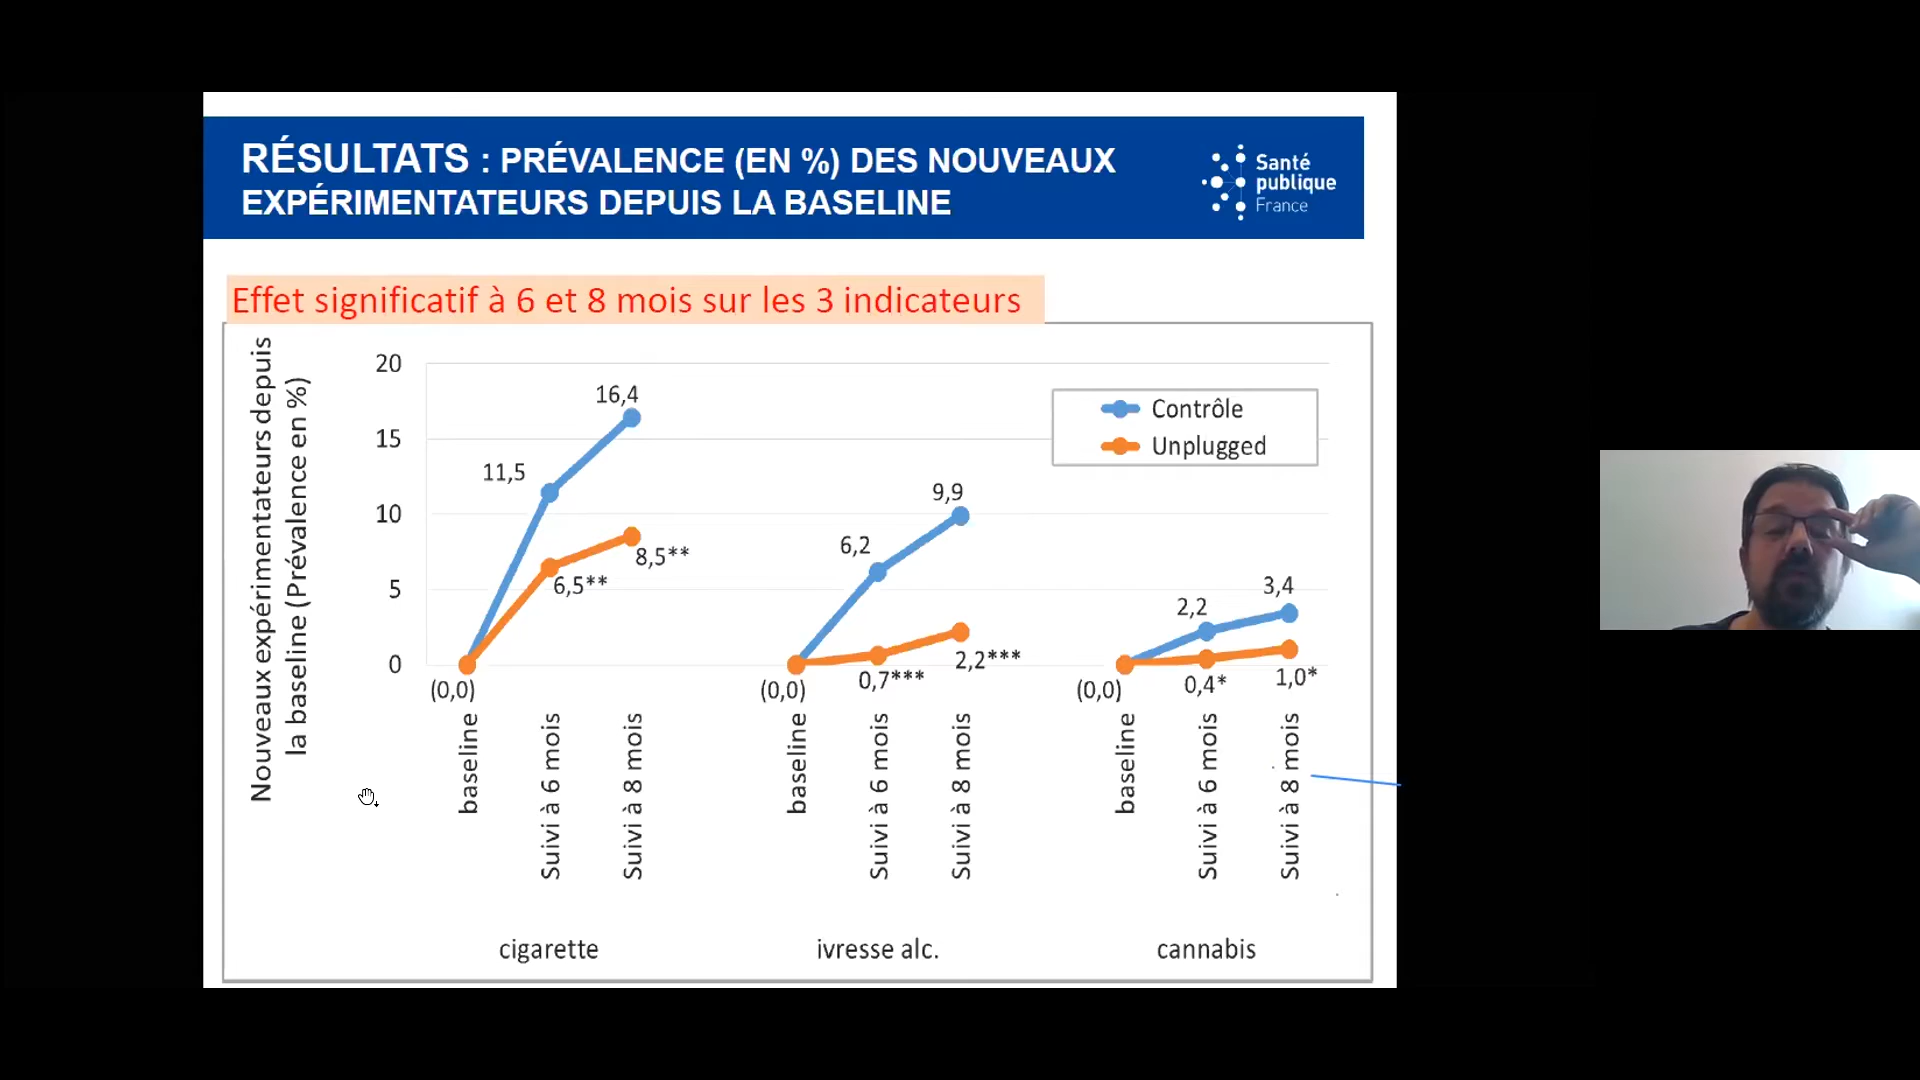 RÉSULTATS : PRÉVALENCE (EN %) DES NOUVEAUX
EXPÉRIMENTATEURS DEPUIS LA BASELINE
Santé
publique
France
Effet significatif à 6 et 8 mois sur les 3 indicateurs
Nouveaux expérimentateurs depuis
la baseline (Prévalence en %)
20
15
10
5
0
Contrôle
Unplugged
16,4
11,5
8,5**
6,5**
(0,0)
9,9
6,2
2,2***
0,7***
(0,0)
3,4
2,2
1,0*
0,4*
(0,0)
baseline
Suivi à 6 mois
Suivi à 8 mois
baseline
Suivi à 6 mois
Suivi à 8 mois
baseline
Suivi à 6 mois
Suivi à 8 mois
cigarette
ivresse alc.
cannabis